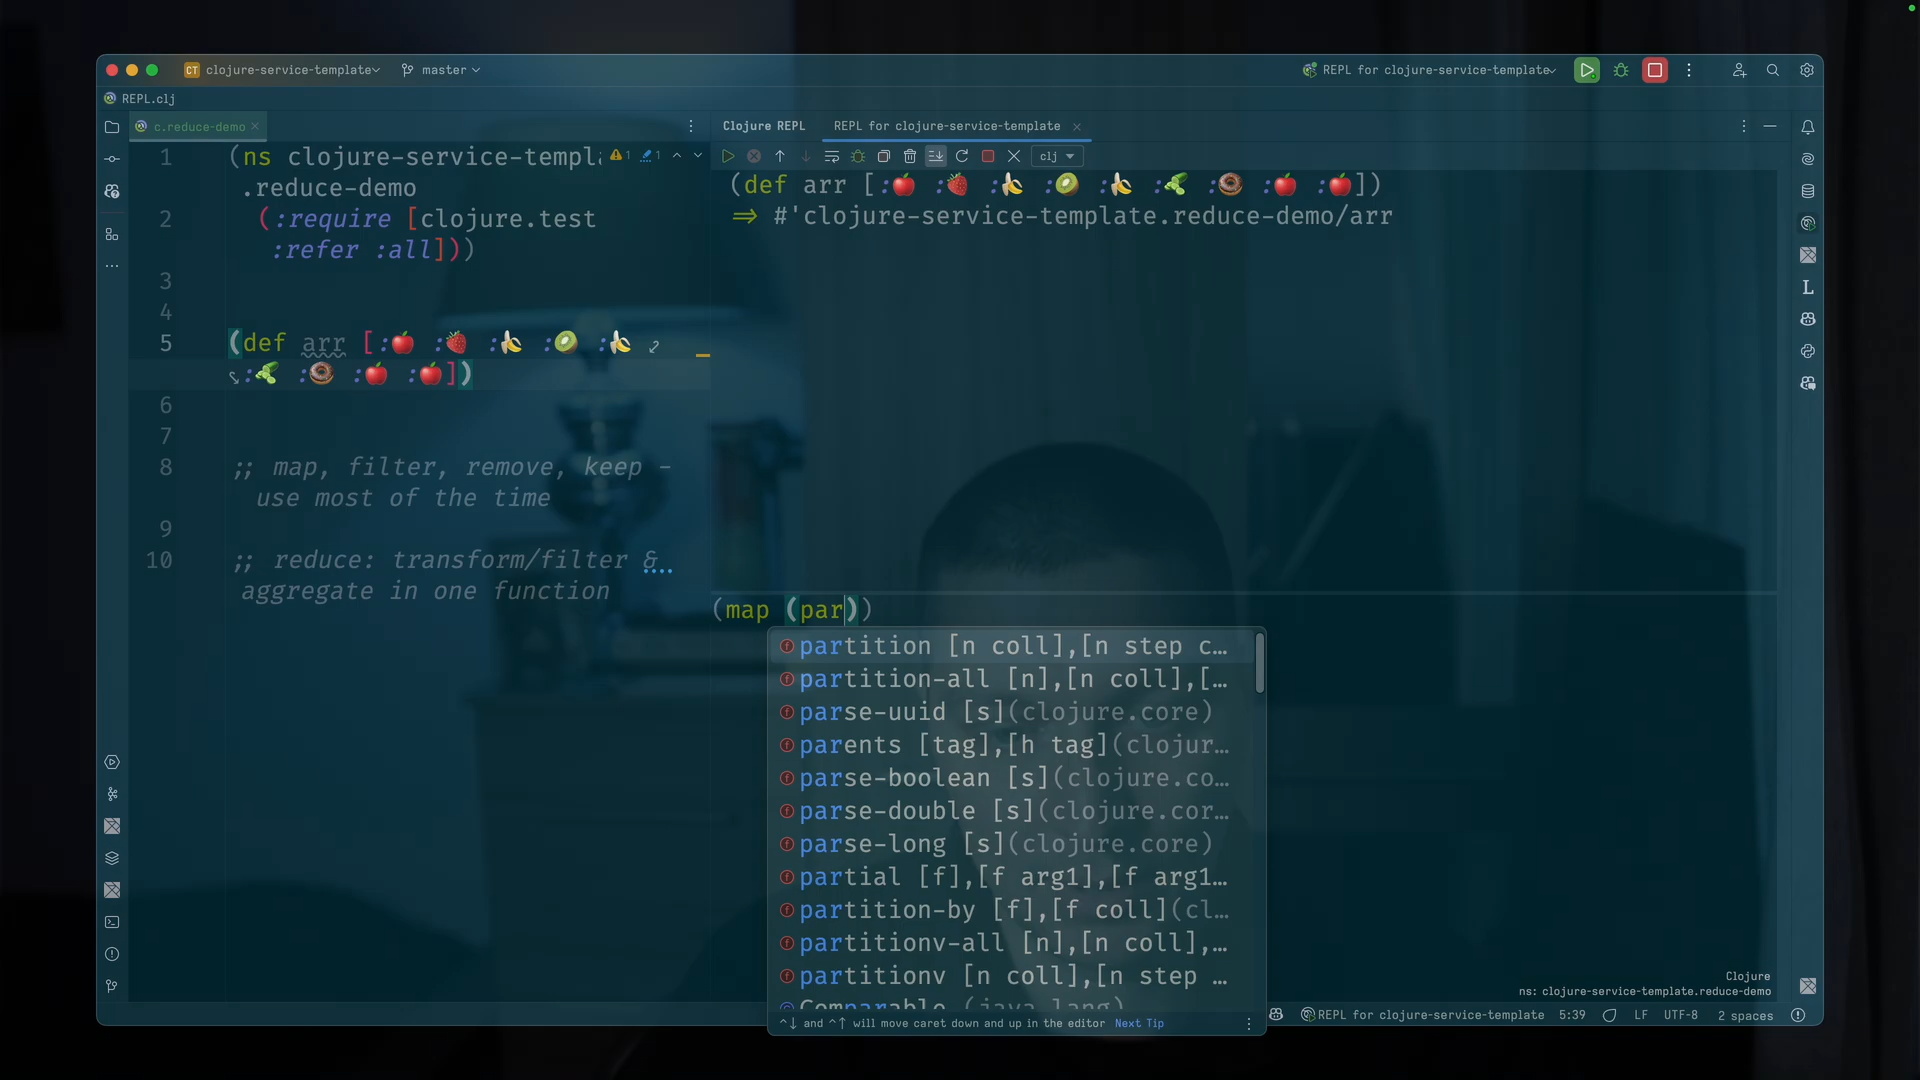 CT clojure-service-template
master
REPL for clojure-service-template
REPL.clj
c.reduce-demo
Clojure REPL
REPL for clojure-service-template
clj
1
(ns clojure-service-templ
.reduce-demo
2
(:require [clojure.test
:refer :all]))
3
4
5
(def arr [:🍎 :🍓 :🍌 :🥝 :🍌
:🥒 :🍩 :🍎 :🍎])
6
7
8
;; map, filter, remove, keep -
use most of the time
9
10
;; reduce: transform/filter &
aggregate in one function
1
1
(def arr [:🍎 :🍓 :🍌 :🥝 :🍌 :🥒 :🍩 :🍎 :🍎])
=> #'clojure-service-template.reduce-demo/arr
(map (par))
partition [n coll],[n step c…
partition-all [n],[n coll],[…
parse-uuid [s](clojure.core)
parents [tag],[h tag](clojur…
parse-boolean [s](clojure.co…
parse-double [s](clojure.cor…
parse-long [s](clojure.core)
partial [f],[f arg1],[f arg1…
partition-by [f],[f coll](cl…
partitionv-all [n],[n coll],…
partitionv [n coll],[n step …
Comparable (java.lang)
^↓ and ^↑ will move caret down and up in the editor Next Tip
L
Clojure
ns: clojure-service-template.reduce-demo
REPL for clojure-service-template 5:39 LF UTF-8 2 spaces